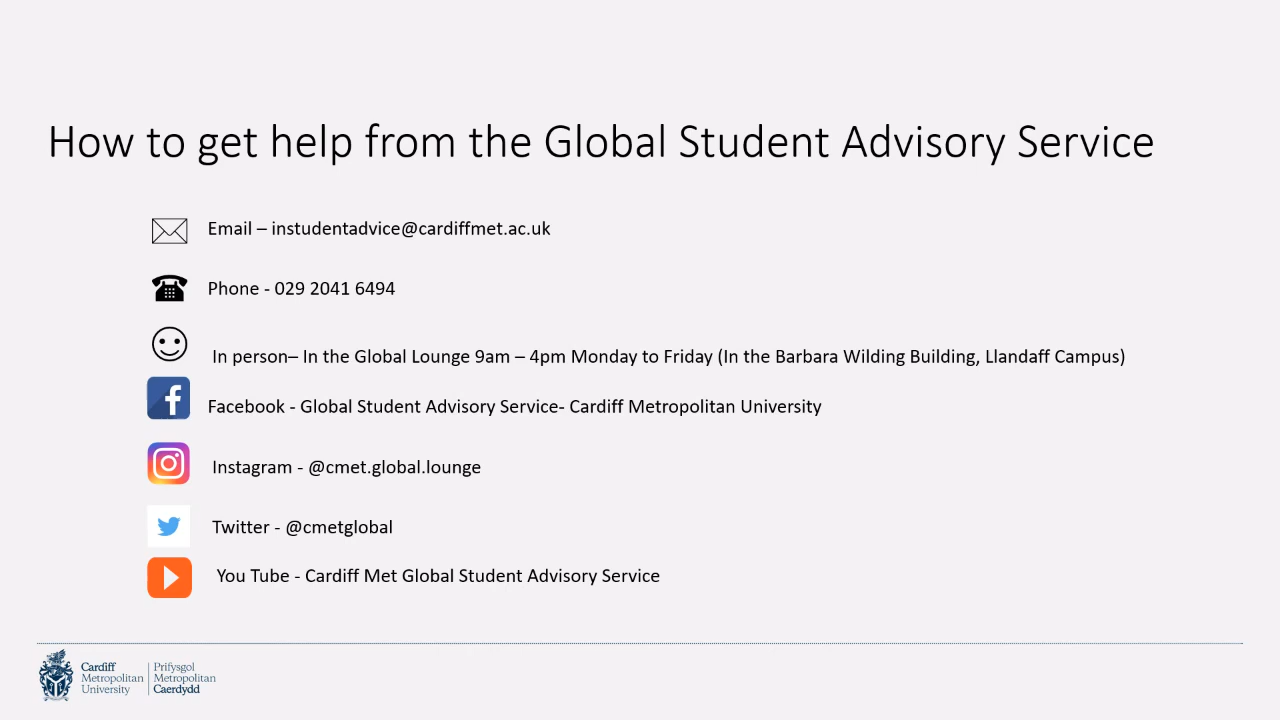 How to get help from the Global Student Advisory Service
Email – instudentadvice@cardiffmet.ac.uk
Phone - 029 2041 6494
In person– In the Global Lounge 9am – 4pm Monday to Friday (In the Barbara Wilding Building, Llandaff Campus)
Facebook - Global Student Advisory Service- Cardiff Metropolitan University
Instagram - @cmet.global.lounge
Twitter - @cmetglobal
You Tube - Cardiff Met Global Student Advisory Service
Cardiff
Metropolitan
University
Prifysgol
Metropolitan
Caerdydd